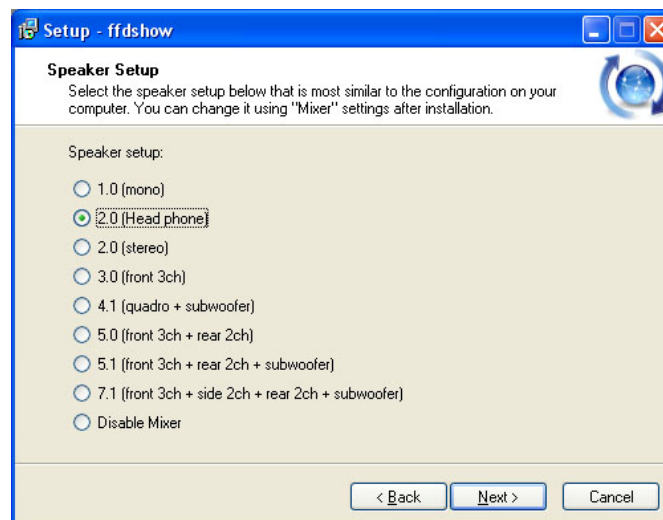 Setup - ffdshow
Speaker Setup
Select the speaker setup below that is most similar to the configuration on your
computer. You can change it using "Mixer" settings after installation.
Speaker setup:
1.0 (mono)
2.0 (Head phone)
2.0 (stereo)
3.0 (front 3ch)
4.1 (quadro + subwoofer)
5.0 (front 3ch + rear 2ch)
5.1 (front 3ch + rear 2ch + subwoofer)
7.1 (front 3ch + side 2ch + rear 2ch + subwoofer)
Disable Mixer
< Back Next > Cancel